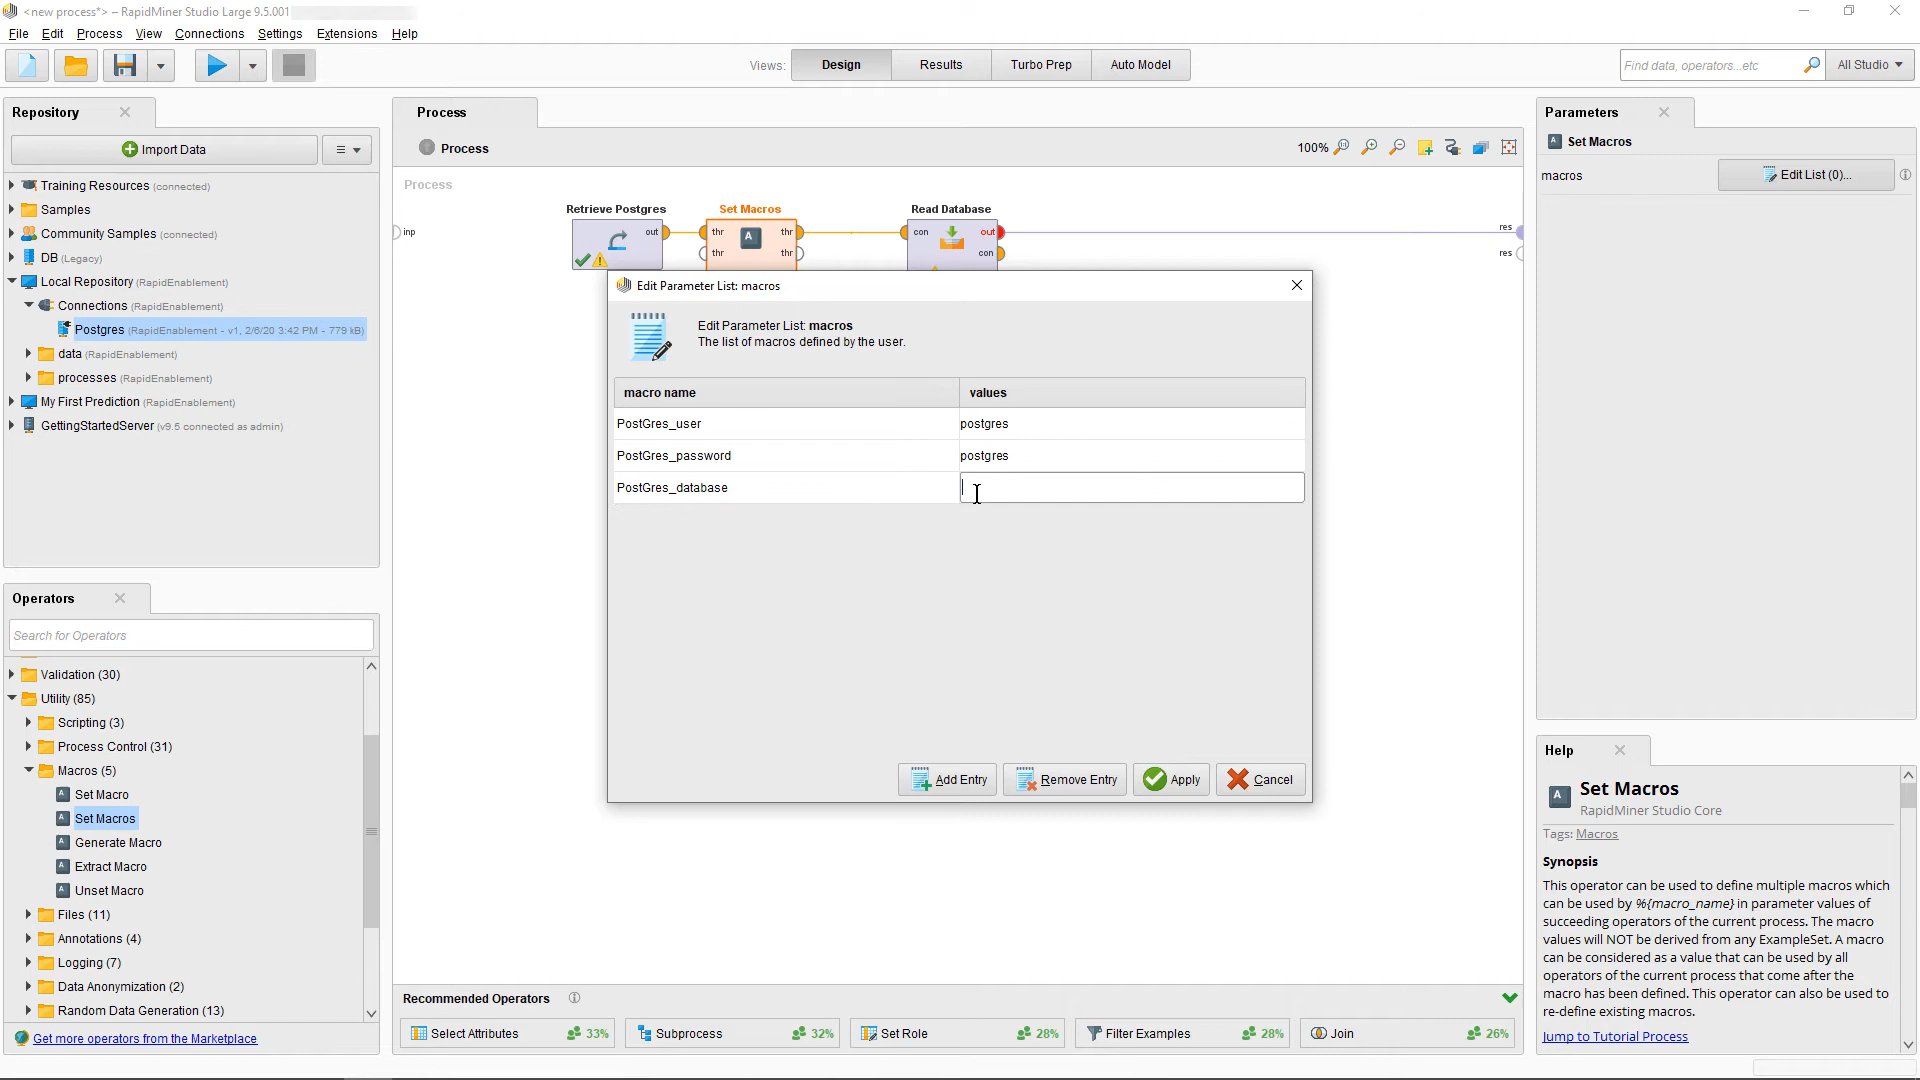 <new process*> – RapidMiner Studio Large 9.5.001
File Edit Process View Connections Settings Extensions Help
Views: Design Results Turbo Prep Auto Model
Find data, operators...etc
All Studio
Repository
Import Data
Training Resources (connected)
Samples
Community Samples (connected)
DB (Legacy)
Local Repository (RapidEnablement)
Connections (RapidEnablement)
Postgres (RapidEnablement - v1, 2/6/20 3:42 PM - 779 kB)
data (RapidEnablement)
processes (RapidEnablement)
My First Prediction (RapidEnablement)
GettingStartedServer (v9.5 connected as admin)
Operators
Search for Operators
Validation (30)
Utility (85)
Scripting (3)
Process Control (31)
Macros (5)
Set Macro
Set Macros
Generate Macro
Extract Macro
Unset Macro
Files (11)
Annotations (4)
Logging (7)
Data Anonymization (2)
Random Data Generation (13)
Get more operators from the Marketplace
Process
Process
100%
Process
inp
Retrieve Postgres
out
Set Macros
thr thr
thr thr
Read Database
con out
con
res
res
Edit Parameter List: macros
Edit Parameter List: macros
The list of macros defined by the user.
macro name values
PostGres_user postgres
PostGres_password postgres
PostGres_database
Add Entry
Remove Entry
Apply
Cancel
Recommended Operators
Select Attributes 33%
Subprocess 32%
Set Role 28%
Filter Examples 28%
Join 26%
Parameters
Set Macros
macros Edit List (0)...
Help
Set Macros
RapidMiner Studio Core
Tags: Macros
Synopsis
This operator can be used to define multiple macros which
can be used by %{macro_name} in parameter values of
succeeding operators of the current process. The macro
values will NOT be derived from any ExampleSet. A macro
can be considered as a value that can be used by all
operators of the current process that come after the
macro has been defined. This operator can also be used to
re-define existing macros.
Jump to Tutorial Process